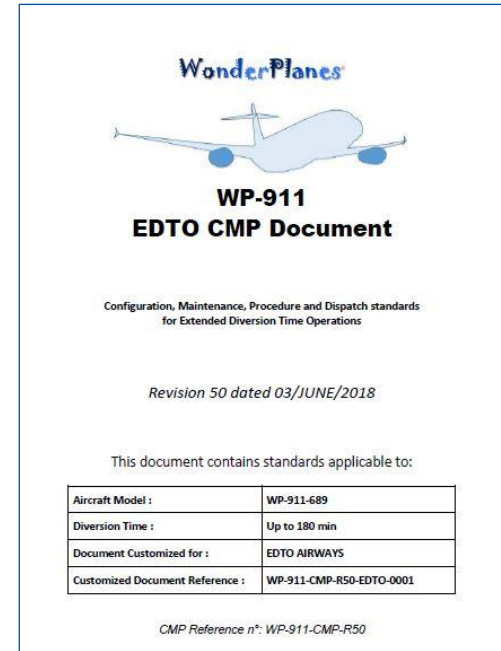 WonderPlanes
WP-911
EDTO CMP Document
Configuration, Maintenance, Procedure and Dispatch standards
for Extended Diversion Time Operations
Revision 50 dated 03/JUNE/2018
This document contains standards applicable to:
Aircraft Model : WP-911-689
Diversion Time : Up to 180 min
Document Customized for : EDTO AIRWAYS
Customized Document Reference : WP-911-CMP-R50-EDTO-0001
CMP Reference n°: WP-911-CMP-R50